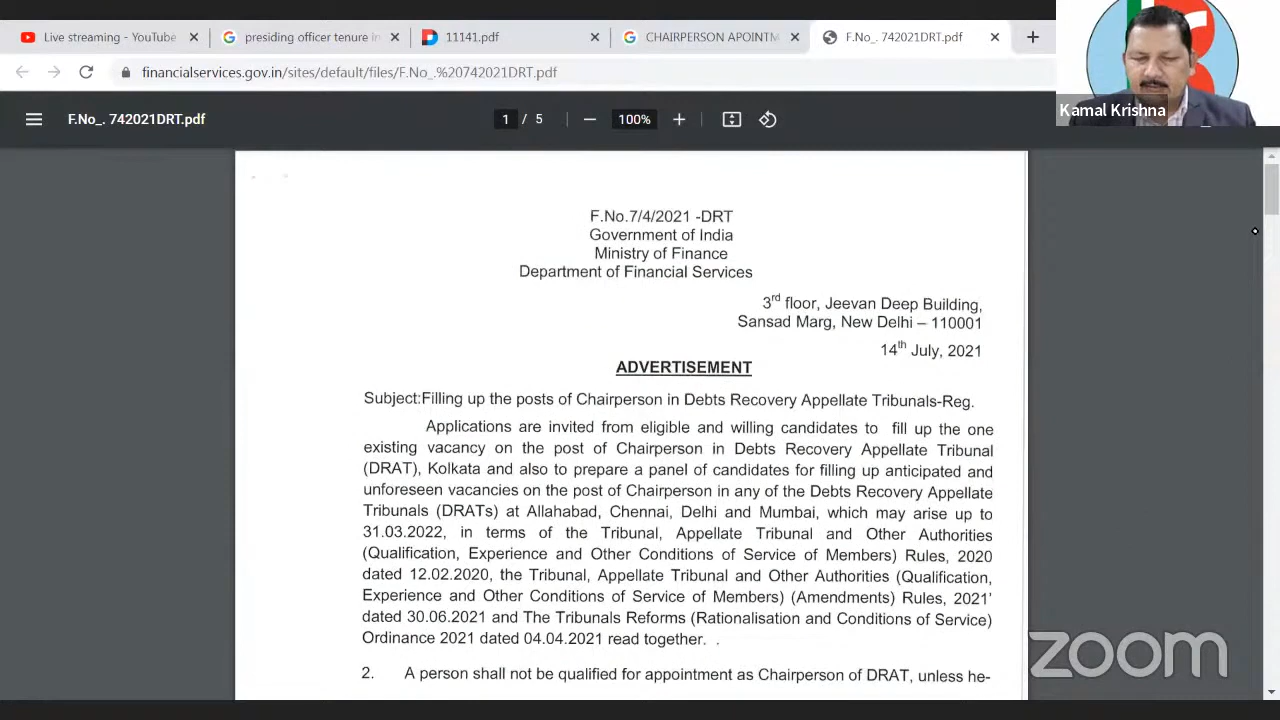 Live streaming - YouTube
presiding officer tenure in
11141.pdf
CHAIRPERSON APOINTM
F.No_. 742021DRT.pdf
financialservices.gov.in/sites/default/files/F.No_.%20742021DRT.pdf
F.No_. 742021DRT.pdf
1 / 5
100%
Kamal Krishna
F.No.7/4/2021 -DRT
Government of India
Ministry of Finance
Department of Financial Services
3rd floor, Jeevan Deep Building,
Sansad Marg, New Delhi – 110001
14th July, 2021
ADVERTISEMENT
Subject:Filling up the posts of Chairperson in Debts Recovery Appellate Tribunals-Reg.
Applications are invited from eligible and willing candidates to fill up the one
existing vacancy on the post of Chairperson in Debts Recovery Appellate Tribunal
(DRAT), Kolkata and also to prepare a panel of candidates for filling up anticipated and
unforeseen vacancies on the post of Chairperson in any of the Debts Recovery Appellate
Tribunals (DRATs) at Allahabad, Chennai, Delhi and Mumbai, which may arise up to
31.03.2022, in terms of the Tribunal, Appellate Tribunal and Other Authorities
(Qualification, Experience and Other Conditions of Service of Members) Rules, 2020
dated 12.02.2020, the Tribunal, Appellate Tribunal and Other Authorities (Qualification,
Experience and Other Conditions of Service of Members) (Amendments) Rules, 2021'
dated 30.06.2021 and The Tribunals Reforms (Rationalisation and Conditions of Service)
Ordinance 2021 dated 04.04.2021 read together. .
2. A person shall not be qualified for appointment as Chairperson of DRAT, unless he-
zoom